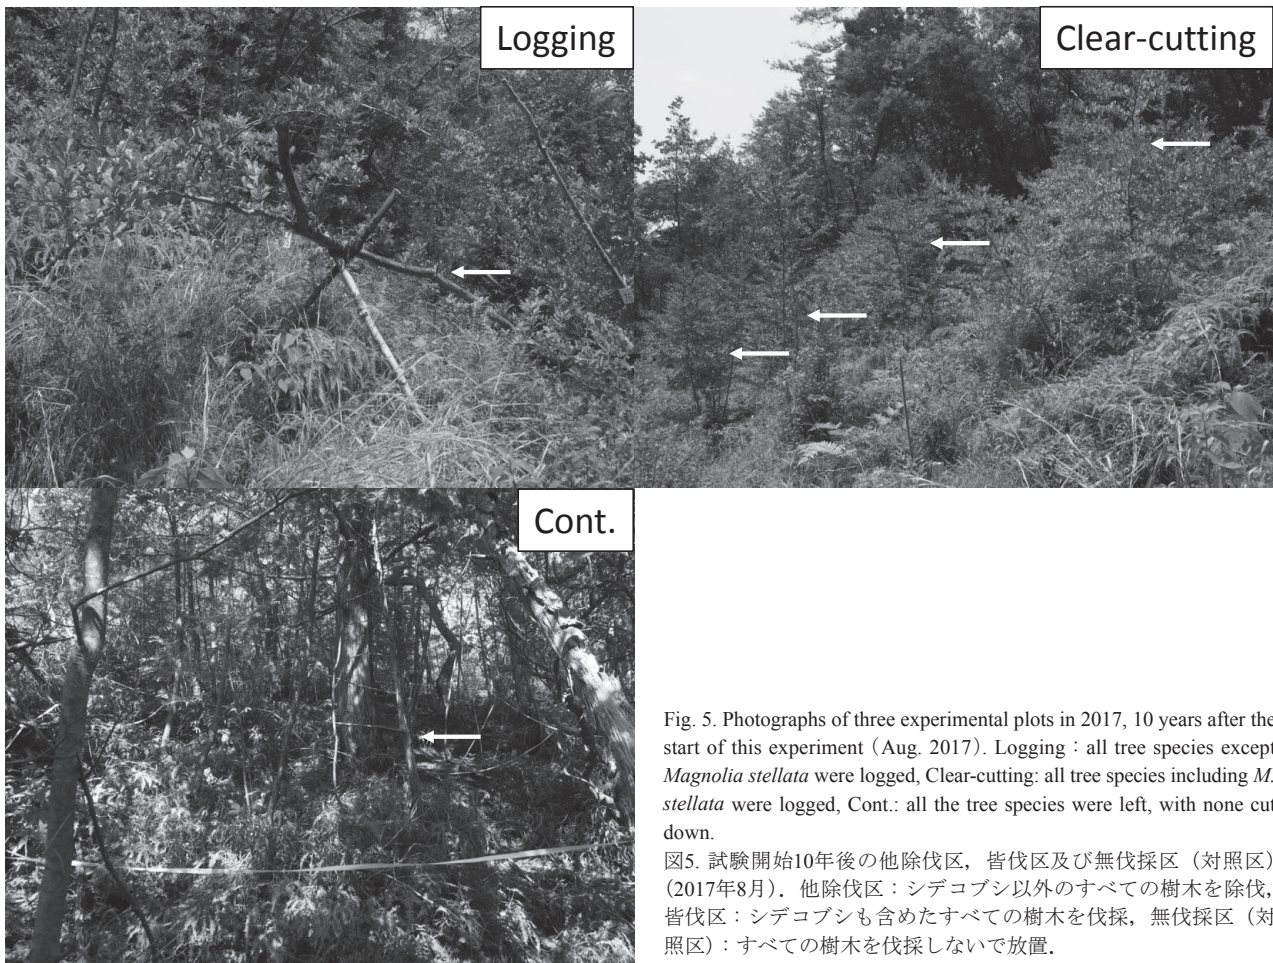 Logging
Clear-cutting
Cont.
Fig. 5. Photographs of three experimental plots in 2017, 10 years after the
start of this experiment (Aug. 2017). Logging : all tree species except
Magnolia stellata were logged, Clear-cutting: all tree species including M.
stellata were logged, Cont.: all the tree species were left, with none cut
down.
図5. 試験開始10年後の他除伐区，皆伐区及び無伐採区（対照区）
(2017年8月）．他除伐区：シデコブシ以外のすべての樹木を除伐，
皆伐区：シデコブシも含めたすべての樹木を伐採，無伐採区（対
照区）：すべての樹木を伐採しないで放置．